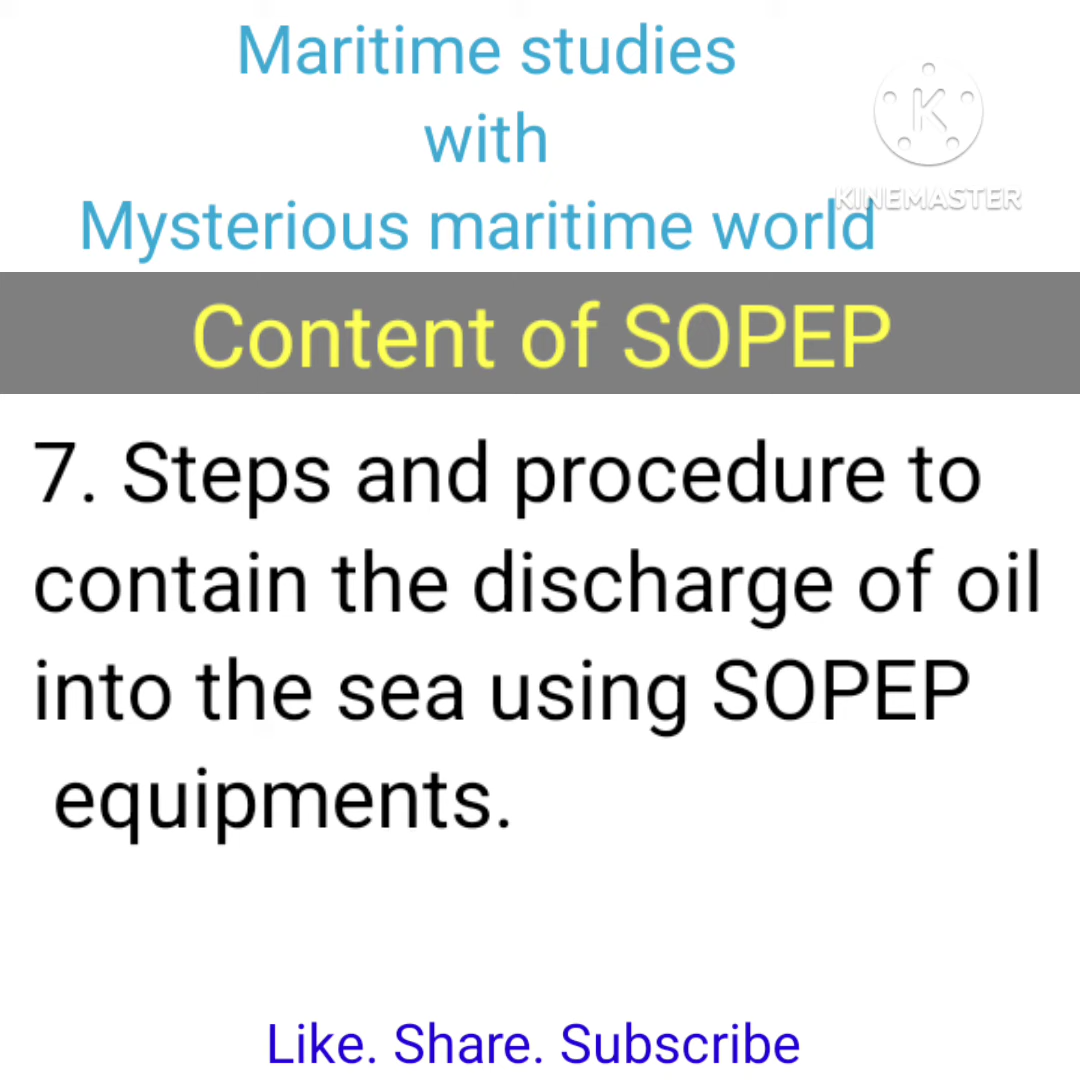 Maritime studies
with
Mysterious maritime world
K
KINEMASTER
Content of SOPEP
7. Steps and procedure to
contain the discharge of oil
into the sea using SOPEP
equipments.
Like. Share. Subscribe